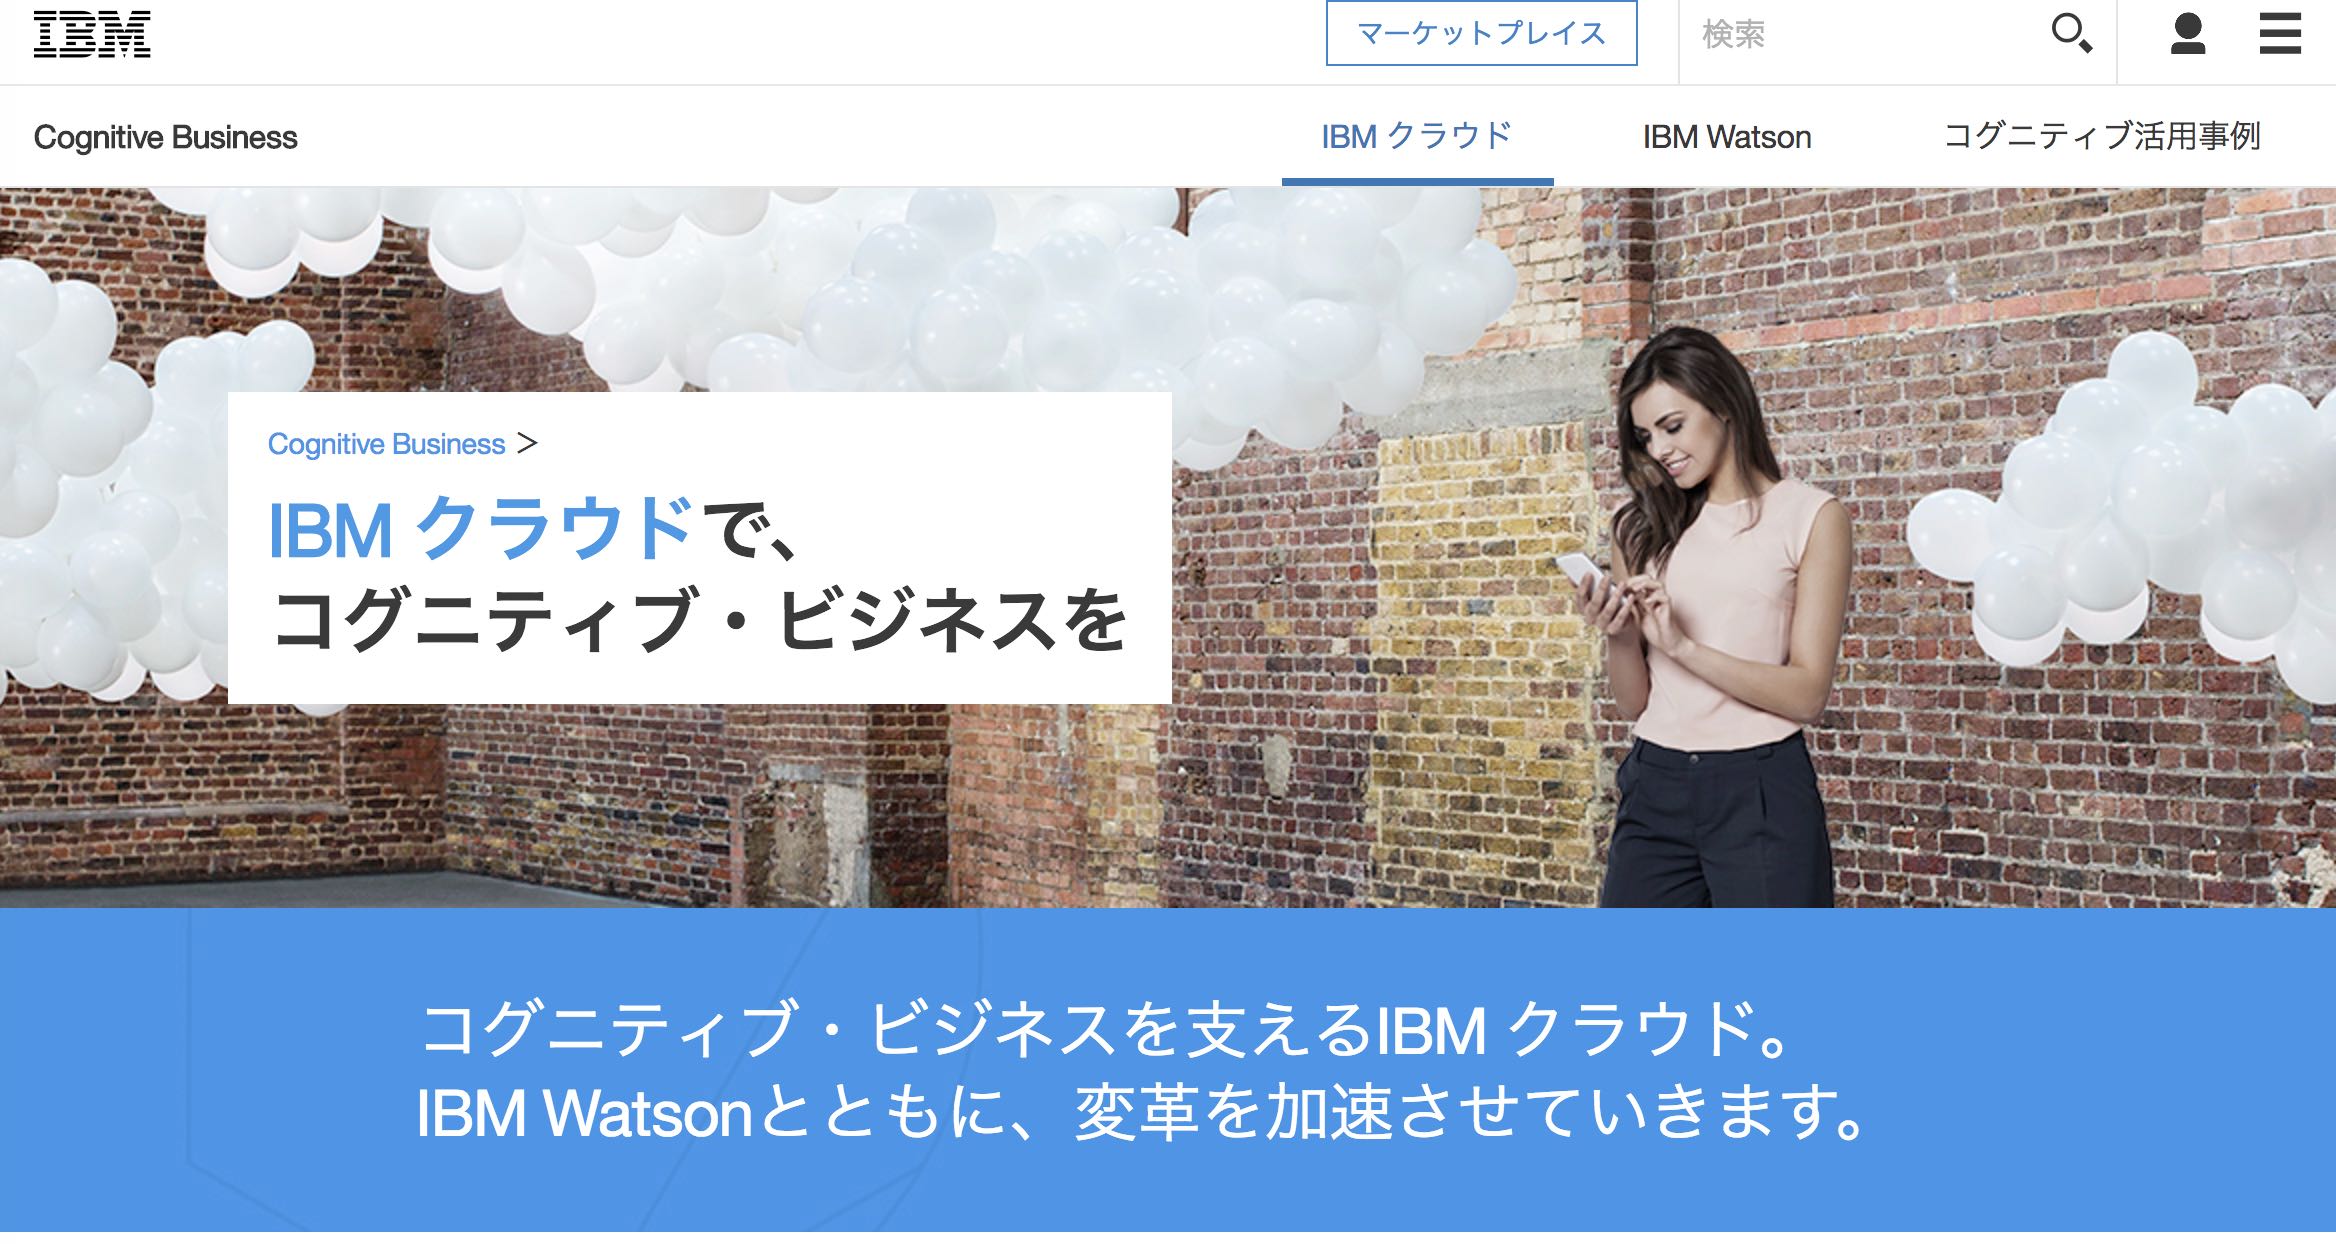 IBM
マーケットプレイス
検索
Cognitive Business
IBM クラウド
IBM Watson
コグニティブ活用事例
Cognitive Business >
IBM クラウドで、
コグニティブ・ビジネスを
コグニティブ・ビジネスを支えるIBM クラウド。
IBM Watsonとともに、変革を加速させていきます。